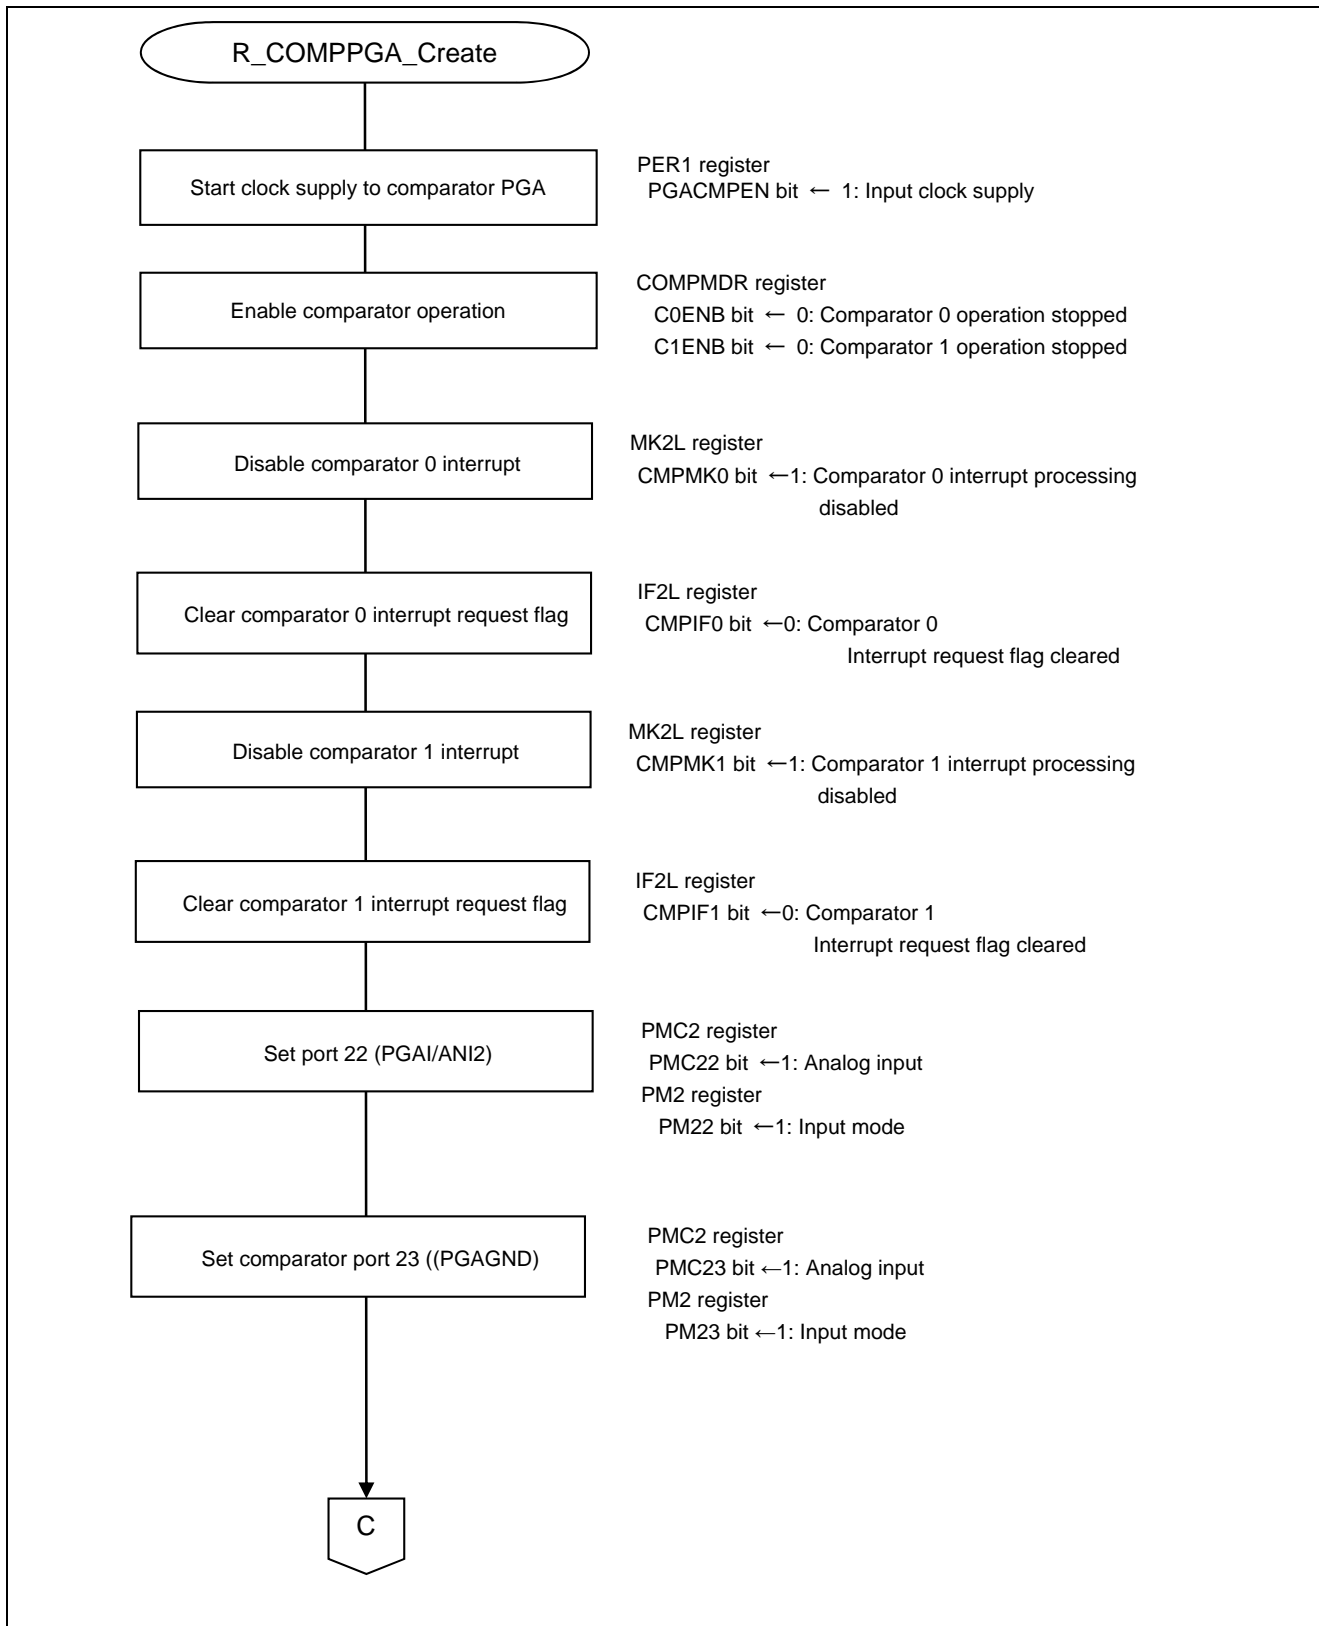 R_COMPPGA_Create
Start clock supply to comparator PGA
PER1 register
PGACMPEN bit ← 1: Input clock supply
Enable comparator operation
COMPMDR register
C0ENB bit ← 0: Comparator 0 operation stopped
C1ENB bit ← 0: Comparator 1 operation stopped
Disable comparator 0 interrupt
MK2L register
CMPMK0 bit ←1: Comparator 0 interrupt processing
disabled
Clear comparator 0 interrupt request flag
IF2L register
CMPIF0 bit ←0: Comparator 0
Interrupt request flag cleared
Disable comparator 1 interrupt
MK2L register
CMPMK1 bit ←1: Comparator 1 interrupt processing
disabled
Clear comparator 1 interrupt request flag
IF2L register
CMPIF1 bit ←0: Comparator 1
Interrupt request flag cleared
Set port 22 (PGAI/ANI2)
PMC2 register
PMC22 bit ←1: Analog input
PM2 register
PM22 bit ←1: Input mode
Set comparator port 23 ((PGAGND)
PMC2 register
PMC23 bit ←1: Analog input
PM2 register
PM23 bit ←1: Input mode
C